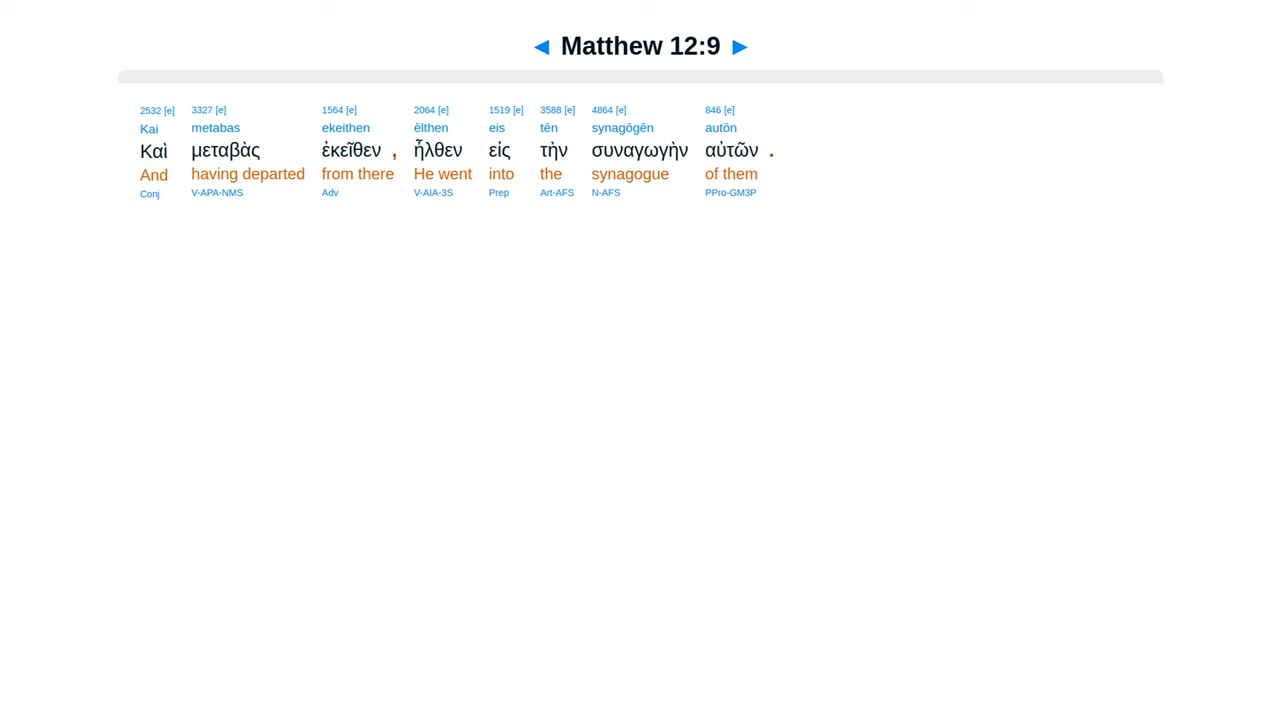 ◄ Matthew 12:9 ►
2532 [e] 3327 [e] 1564 [e] 2064 [e] 1519 [e] 3588 [e] 4864 [e] 846 [e]
Kai metabas ekeithen ēlthen eis tēn synagōgēn autōn
Καὶ μεταβὰς ἐκεῖθεν , ἦλθεν εἰς τὴν συναγωγὴν αὐτῶν .
And having departed from there He went into the synagogue of them
Conj V-APA-NMS Adv V-AIA-3S Prep Art-AFS N-AFS PPro-GM3P